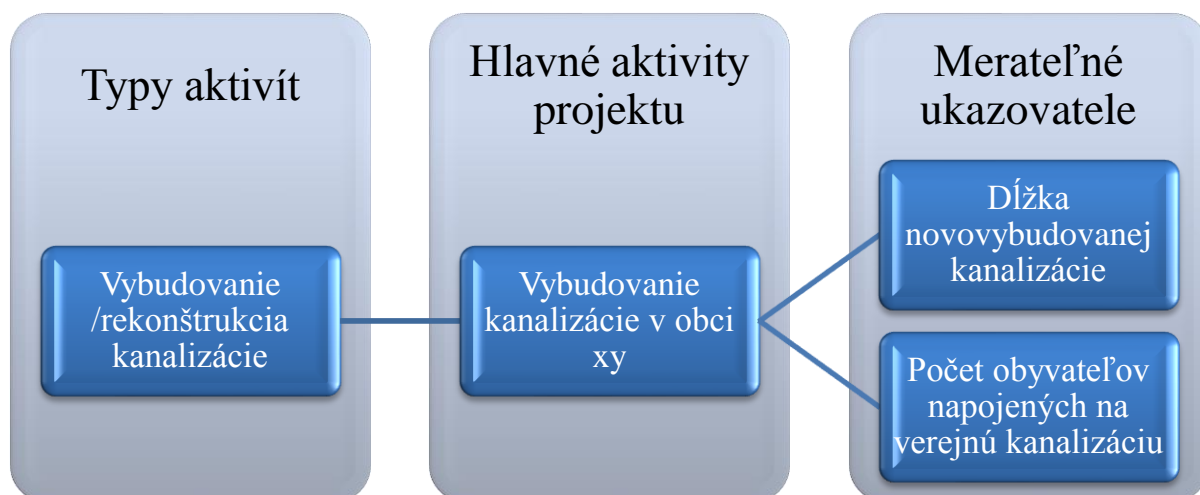 Typy aktivít
Vybudovanie
/rekonštrukcia
kanalizácie
Hlavné aktivity
projektu
Vybudovanie
kanalizácie v obci
xy
Merateľné
ukazovatele
Dĺžka
novovybudovanej
kanalizácie
Počet obyvateľov
napojených na
verejnú kanalizáciu